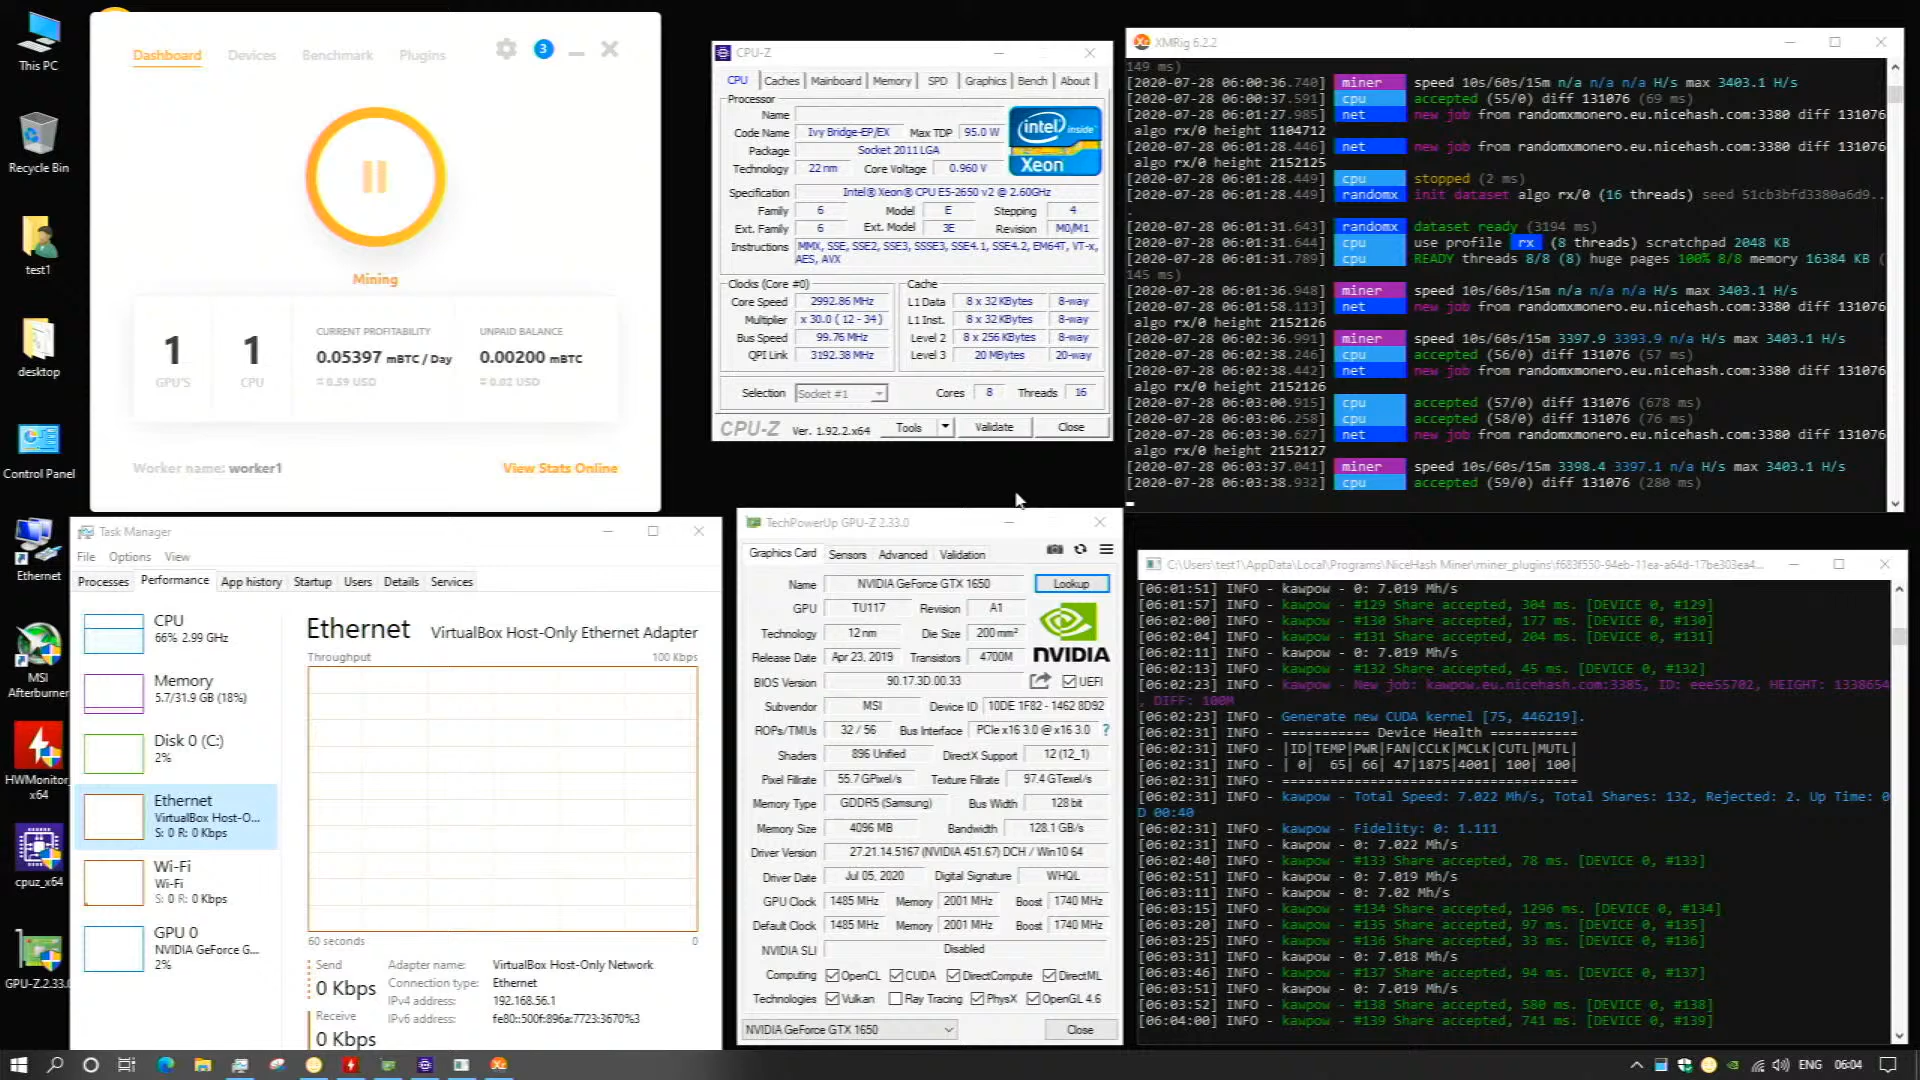 This PC
Recycle Bin
test1
desktop
Control Panel
Ethernet
MSI
Afterburner
HWMonitor
x64
cpuz_x64
GPU-Z.2.33.0
Dashboard
Devices
Benchmark
Plugins
3
Mining
1
GPU'S
1
CPU
CURRENT PROFITABILITY
0.05397 mBTC / Day
= 0.59 USD
UNPAID BALANCE
0.00200 mBTC
= 0.02 USD
Worker name: worker1
View Stats Online
CPU-Z
CPU Caches Mainboard Memory SPD Graphics Bench About
Processor
Name
Code Name Ivy Bridge-EP/EX Max TDP 95.0 W
Package Socket 2011 LGA
Technology 22 nm Core Voltage 0.960 V
intel inside
Xeon
Specification Intel® Xeon® CPU E5-2650 v2 @ 2.60GHz
Family 6 Model E Stepping 4
Ext. Family 6 Ext. Model 3E Revision M0/M1
Instructions MMX, SSE, SSE2, SSE3, SSSE3, SSE4.1, SSE4.2, EM64T, VT-x,
AES, AVX
Clocks (Core #0)
Core Speed 2992.86 MHz
Multiplier x 30.0 ( 12 - 34 )
Bus Speed 99.76 MHz
QPI Link 3192.38 MHz
Cache
L1 Data 8 x 32 KBytes 8-way
L1 Inst. 8 x 32 KBytes 8-way
Level 2 8 x 256 KBytes 8-way
Level 3 20 MBytes 20-way
Selection Socket #1 Cores 8 Threads 16
CPU-Z Ver. 1.92.2.x64 Tools Validate Close
XMRig 6.2.2
149 ms)
[2020-07-28 06:00:36.740] miner speed 10s/60s/15m n/a n/a n/a H/s max 3403.1 H/s
[2020-07-28 06:00:37.591] cpu accepted (55/0) diff 131076 (69 ms)
[2020-07-28 06:01:27.985] net new job from randomxmonero.eu.nicehash.com:3380 diff 131076
algo rx/0 height 1104712
[2020-07-28 06:01:28.446] net new job from randomxmonero.eu.nicehash.com:3380 diff 131076
algo rx/0 height 2152125
[2020-07-28 06:01:28.449] cpu stopped (2 ms)
[2020-07-28 06:01:28.449] randomx init dataset algo rx/0 (16 threads) seed 51cb3bfd3380a6d9...
.
[2020-07-28 06:01:31.643] randomx dataset ready (3194 ms)
[2020-07-28 06:01:31.644] cpu use profile rx (8 threads) scratchpad 2048 KB
[2020-07-28 06:01:31.789] cpu READY threads 8/8 (8) huge pages 100% 8/8 memory 16384 KB (
145 ms)
[2020-07-28 06:01:36.948] miner speed 10s/60s/15m n/a n/a n/a H/s max 3403.1 H/s
[2020-07-28 06:01:58.113] net new job from randomxmonero.eu.nicehash.com:3380 diff 131076
algo rx/0 height 2152126
[2020-07-28 06:02:36.991] miner speed 10s/60s/15m 3397.9 3393.9 n/a H/s max 3403.1 H/s
[2020-07-28 06:02:38.246] cpu accepted (56/0) diff 131076 (57 ms)
[2020-07-28 06:02:38.442] net new job from randomxmonero.eu.nicehash.com:3380 diff 131076
algo rx/0 height 2152126
[2020-07-28 06:03:00.915] cpu accepted (57/0) diff 131076 (678 ms)
[2020-07-28 06:03:06.258] cpu accepted (58/0) diff 131076 (76 ms)
[2020-07-28 06:03:30.627] net new job from randomxmonero.eu.nicehash.com:3380 diff 131076
algo rx/0 height 2152127
[2020-07-28 06:03:37.041] miner speed 10s/60s/15m 3398.4 3397.1 n/a H/s max 3403.1 H/s
[2020-07-28 06:03:38.932] cpu accepted (59/0) diff 131076 (280 ms)
Task Manager
File Options View
Processes Performance App history Startup Users Details Services
CPU
66% 2.99 GHz
Memory
5.7/31.9 GB (18%)
Disk 0 (C:)
2%
Ethernet
VirtualBox Host-O...
S: 0 R: 0 Kbps
Wi-Fi
Wi-Fi
S: 0 R: 0 Kbps
GPU 0
NVIDIA GeForce G...
2%
Ethernet VirtualBox Host-Only Ethernet Adapter
Throughput 100 Kbps
60 seconds 0
Send
0 Kbps
Receive
0 Kbps
Adapter name: VirtualBox Host-Only Network
Connection type: Ethernet
IPv4 address: 192.168.56.1
IPv6 address: fe80::500f:896a:7723:3670%3
TechPowerUp GPU-Z 2.33.0
Graphics Card Sensors Advanced Validation
Name NVIDIA GeForce GTX 1650 Lookup
GPU TU117 Revision A1
Technology 12 nm Die Size 200 mm²
Release Date Apr 23, 2019 Transistors 4700M
NVIDIA
BIOS Version 90.17.3D.00.33 UEFI
Subvendor MSI Device ID 10DE 1F82 - 1462 8D92
ROPs/TMUs 32 / 56 Bus Interface PCIe x16 3.0 @ x16 3.0 ?
Shaders 896 Unified DirectX Support 12 (12_1)
Pixel Fillrate 55.7 GPixel/s Texture Fillrate 97.4 GTexel/s
Memory Type GDDR5 (Samsung) Bus Width 128 bit
Memory Size 4096 MB Bandwidth 128.1 GB/s
Driver Version 27.21.14.5167 (NVIDIA 451.67) DCH / Win10 64
Driver Date Jul 05, 2020 Digital Signature WHQL
GPU Clock 1485 MHz Memory 2001 MHz Boost 1740 MHz
Default Clock 1485 MHz Memory 2001 MHz Boost 1740 MHz
NVIDIA SLI Disabled
Computing OpenCL CUDA DirectCompute DirectML
Technologies Vulkan Ray Tracing PhysX OpenGL 4.6
NVIDIA GeForce GTX 1650 Close
C:\Users\test1\AppData\Local\Programs\NiceHash Miner\miner_plugins\f683f550-94eb-11ea-a64d-17be303ea4...
[06:01:51] INFO - kawpow - 0: 7.019 Mh/s
[06:01:57] INFO - kawpow - #129 Share accepted, 304 ms. [DEVICE 0, #129]
[06:02:00] INFO - kawpow - #130 Share accepted, 177 ms. [DEVICE 0, #130]
[06:02:04] INFO - kawpow - #131 Share accepted, 204 ms. [DEVICE 0, #131]
[06:02:11] INFO - kawpow - 0: 7.019 Mh/s
[06:02:13] INFO - kawpow - #132 Share accepted, 45 ms. [DEVICE 0, #132]
[06:02:23] INFO - kawpow - New job: kawpow.eu.nicehash.com:3385, ID: eee55702, HEIGHT: 1338654
, DIFF: 100M
[06:02:23] INFO - Generate new CUDA kernel [75, 446219].
[06:02:31] INFO - =========== Device Health ===========
[06:02:31] INFO - |ID|TEMP|PWR|FAN|CCLK|MCLK|CUTL|MUTL|
[06:02:31] INFO - | 0| 65| 66| 47|1875|4001| 100| 100|
[06:02:31] INFO - =====================================
[06:02:31] INFO - kawpow - Total Speed: 7.022 Mh/s, Total Shares: 132, Rejected: 2. Up Time: 0
D 00:40
[06:02:31] INFO - kawpow - Fidelity: 0: 1.111
[06:02:31] INFO - kawpow - 0: 7.022 Mh/s
[06:02:40] INFO - kawpow - #133 Share accepted, 78 ms. [DEVICE 0, #133]
[06:02:51] INFO - kawpow - 0: 7.019 Mh/s
[06:03:11] INFO - kawpow - 0: 7.02 Mh/s
[06:03:15] INFO - kawpow - #134 Share accepted, 1296 ms. [DEVICE 0, #134]
[06:03:20] INFO - kawpow - #135 Share accepted, 97 ms. [DEVICE 0, #135]
[06:03:25] INFO - kawpow - #136 Share accepted, 33 ms. [DEVICE 0, #136]
[06:03:31] INFO - kawpow - 0: 7.018 Mh/s
[06:03:46] INFO - kawpow - #137 Share accepted, 94 ms. [DEVICE 0, #137]
[06:03:51] INFO - kawpow - 0: 7.019 Mh/s
[06:03:52] INFO - kawpow - #138 Share accepted, 580 ms. [DEVICE 0, #138]
[06:04:00] INFO - kawpow - #139 Share accepted, 741 ms. [DEVICE 0, #139]
ENG 06:04